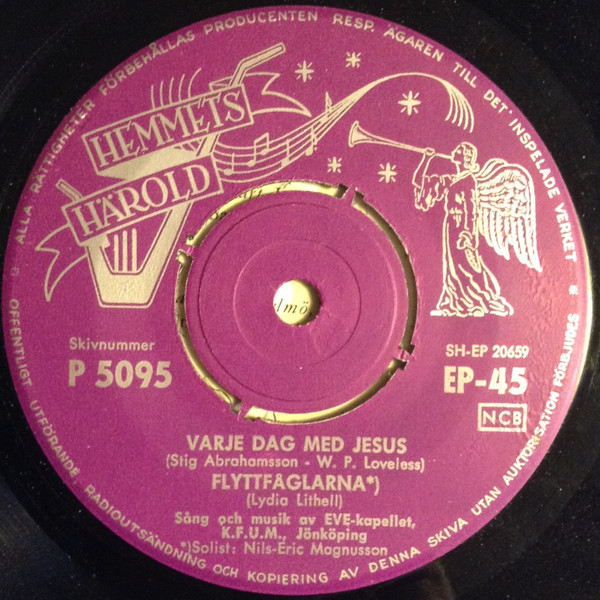 ALLA RÄTTIGHETER FÖRBEHÅLLAS PRODUCENTEN RESP. ÄGAREN TILL DET INSPELADE VERKET
HEMMETS
HÄROLD
Skivnummer
P 5095
SH-EP 20659
EP-45
NCB
VARJE DAG MED JESUS
(Stig Abrahamsson - W. P. Loveless)
FLYTTFÅGLARNA*)
(Lydia Lithell)
Sång och musik av EVE-kapellet,
K.F.U.M., Jönköping
*)Solist: Nils-Eric Magnusson
OFFENTLIGT UTFÖRANDE, RADIOUTSÄNDNING OCH KOPIERING AV DENNA SKIVA UTAN AUKTORISATION FÖRBJUDES